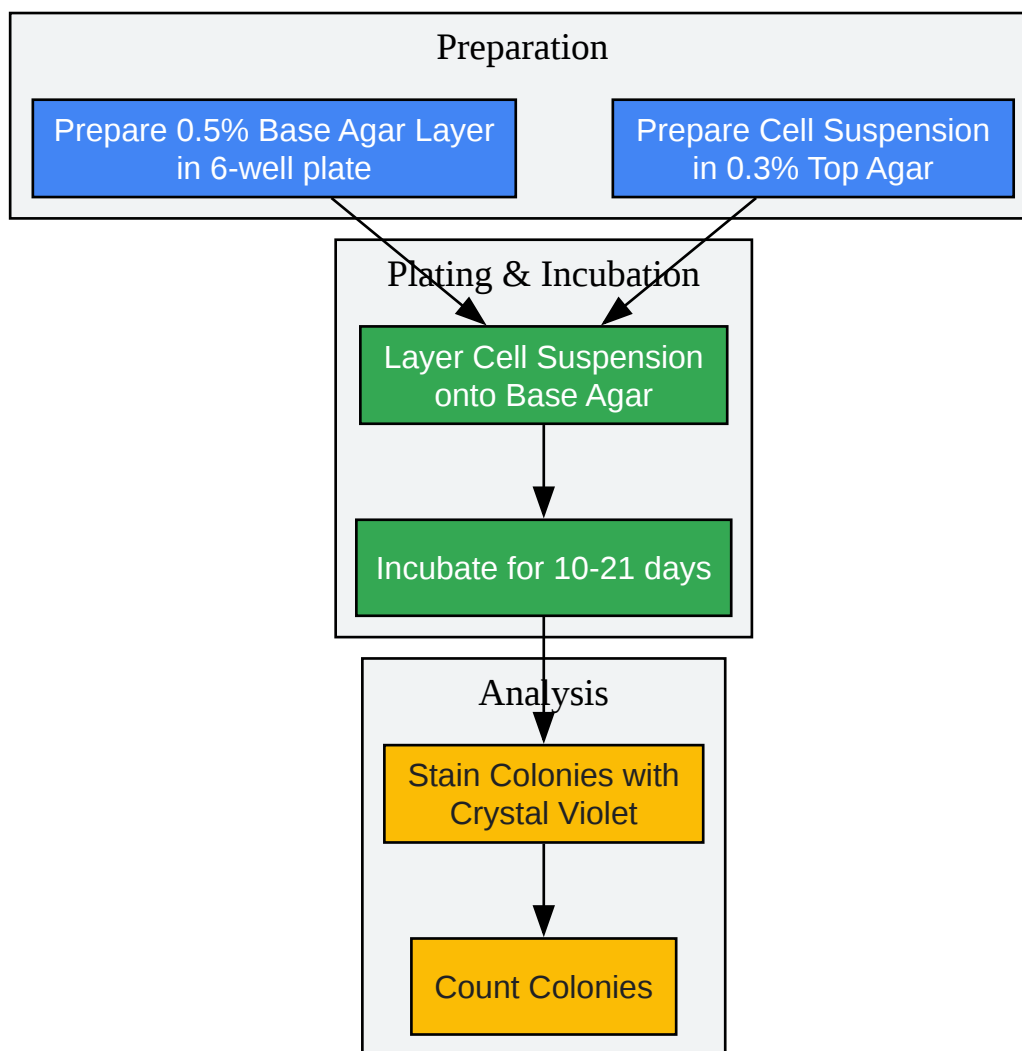 Preparation
Prepare 0.5% Base Agar Layer
in 6-well plate
Prepare Cell Suspension
in 0.3% Top Agar
Plating & Incubation
Layer Cell Suspension
onto Base Agar
Incubate for 10-21 days
Analysis
Stain Colonies with
Crystal Violet
Count Colonies